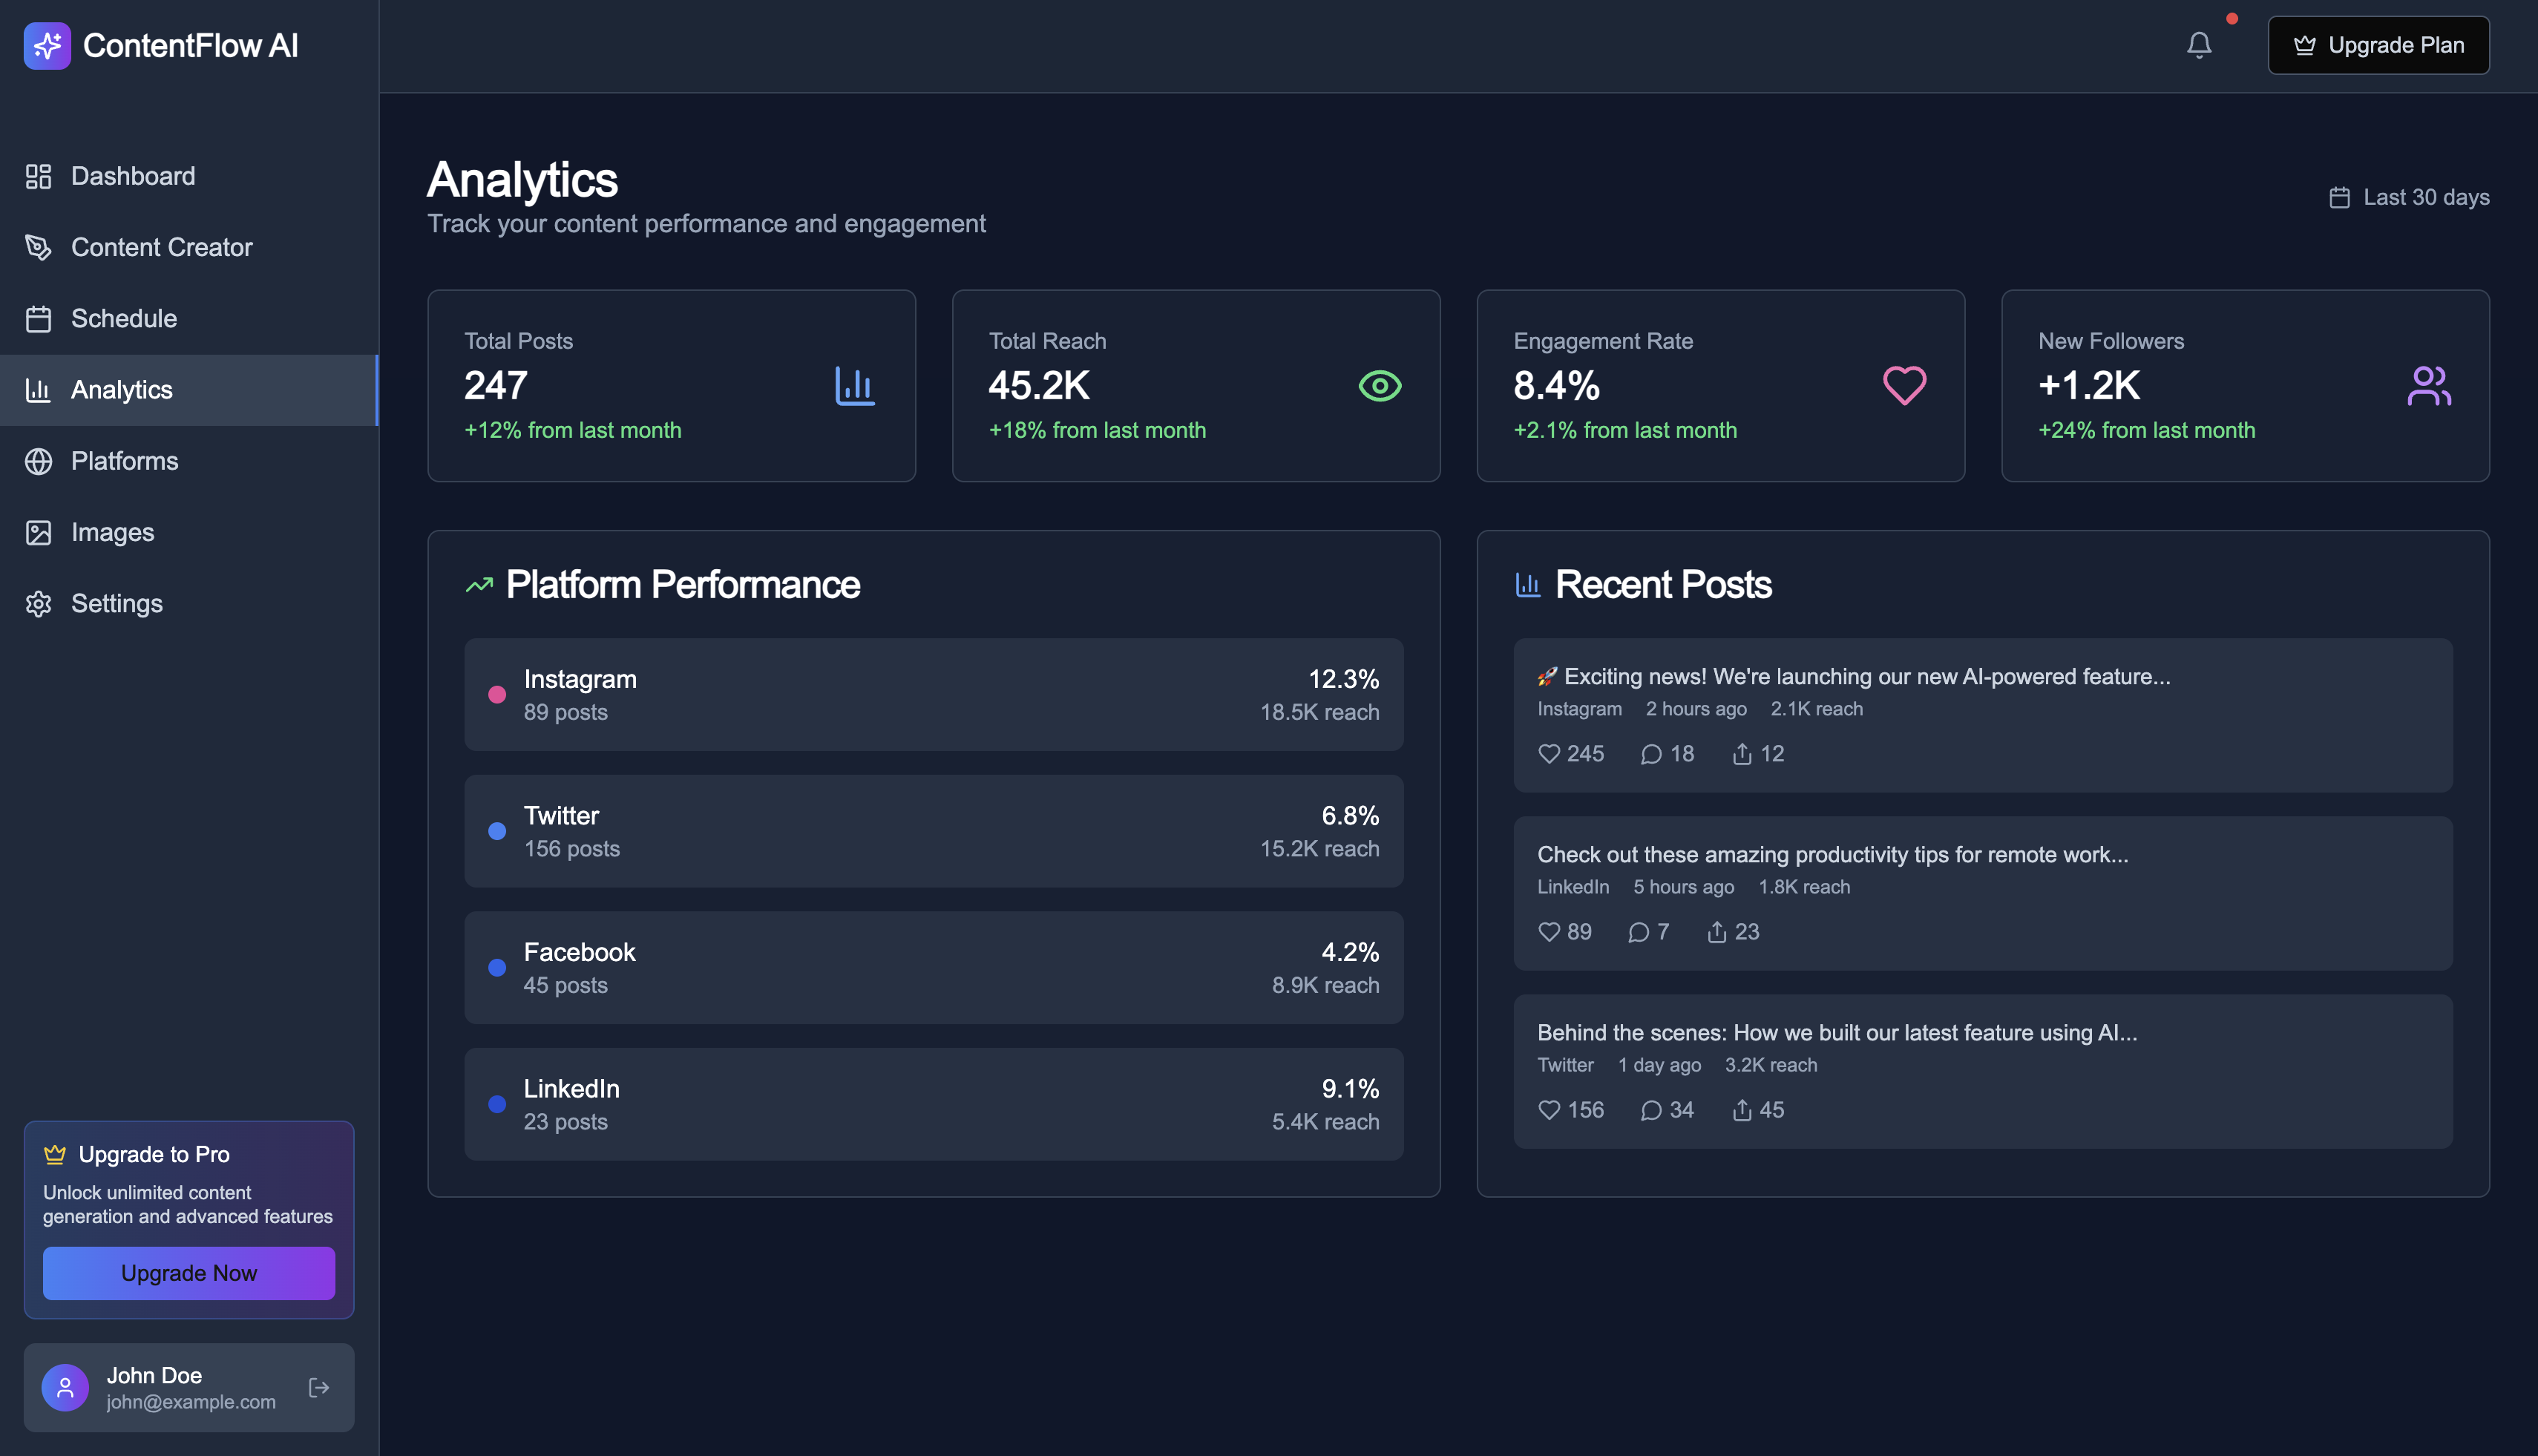 ContentFlow AI
Upgrade Plan
Dashboard
Content Creator
Schedule
Analytics
Platforms
Images
Settings
Upgrade to Pro
Unlock unlimited content
generation and advanced features
Upgrade Now
John Doe
john@example.com
Analytics
Track your content performance and engagement
Last 30 days
Total Posts
247
+12% from last month
Total Reach
45.2K
+18% from last month
Engagement Rate
8.4%
+2.1% from last month
New Followers
+1.2K
+24% from last month
Platform Performance
Instagram
12.3%
89 posts
18.5K reach
Twitter
6.8%
156 posts
15.2K reach
Facebook
4.2%
45 posts
8.9K reach
LinkedIn
9.1%
23 posts
5.4K reach
Recent Posts
🚀 Exciting news! We're launching our new AI-powered feature...
Instagram 2 hours ago 2.1K reach
245 18 12
Check out these amazing productivity tips for remote work...
LinkedIn 5 hours ago 1.8K reach
89 7 23
Behind the scenes: How we built our latest feature using AI...
Twitter 1 day ago 3.2K reach
156 34 45